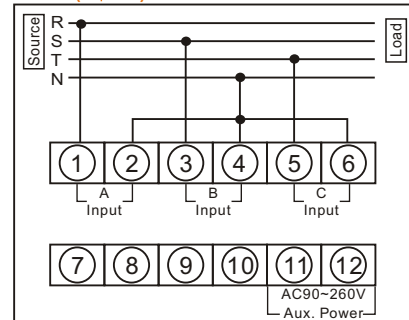 Source
R
S
T
N
Load
1 2 3 4 5 6
A B C
Input Input Input
7 8 9 10 11 12
AC90~260V
Aux. Power